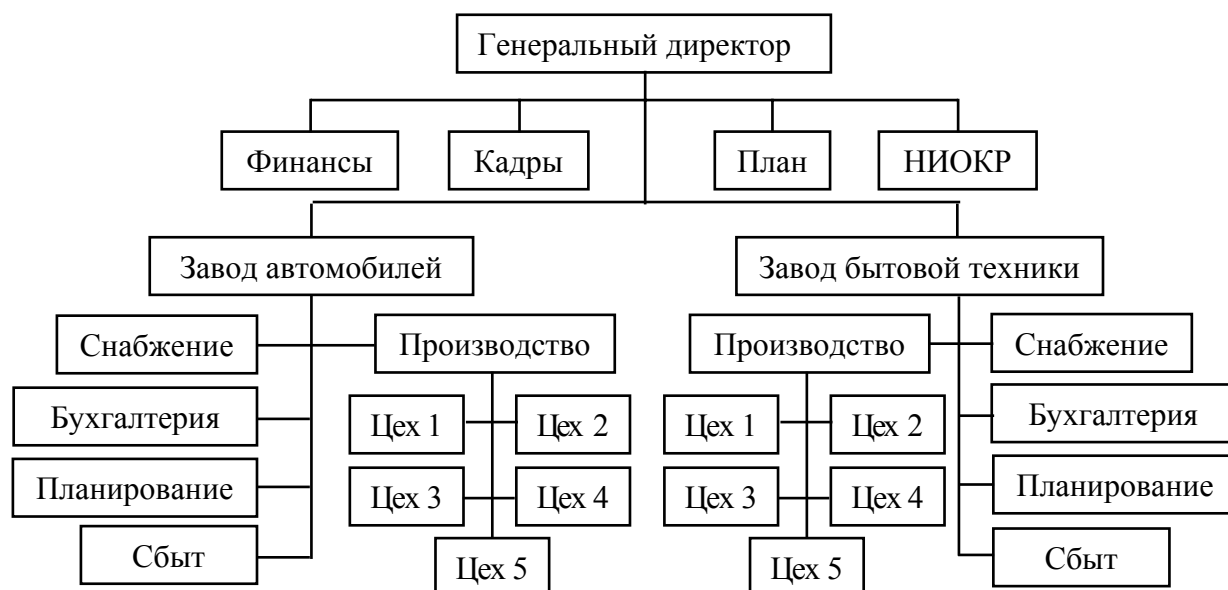 Генеральный директор
Финансы
Кадры
План
НИОКР
Завод автомобилей
Завод бытовой техники
Снабжение
Производство
Производство
Снабжение
Бухгалтерия
Цех 1
Цех 2
Цех 1
Цех 2
Бухгалтерия
Планирование
Цех 3
Цех 4
Цех 3
Цех 4
Планирование
Сбыт
Цех 5
Цех 5
Сбыт